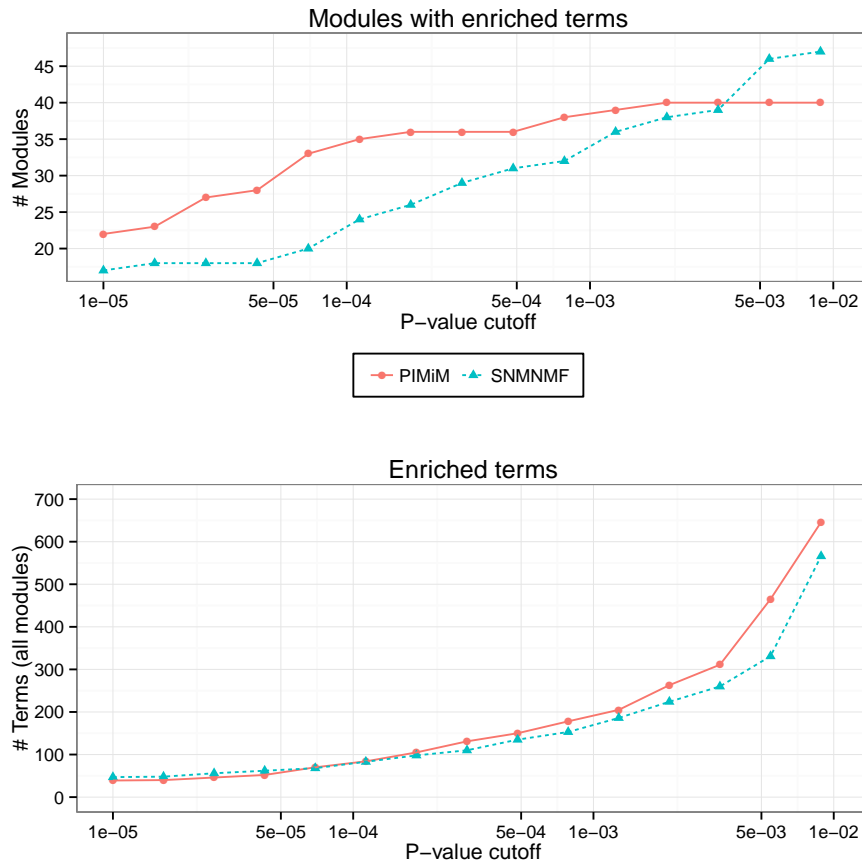 Modules with enriched terms
# Modules
45
40
35
30
25
20
1e−05 5e−05 1e−04 5e−04 1e−03 5e−03 1e−02
P−value cutoff
PIMiM SNMNMF
Enriched terms
# Terms (all modules)
700
600
500
400
300
200
100
0
1e−05 5e−05 1e−04 5e−04 1e−03 5e−03 1e−02
P−value cutoff